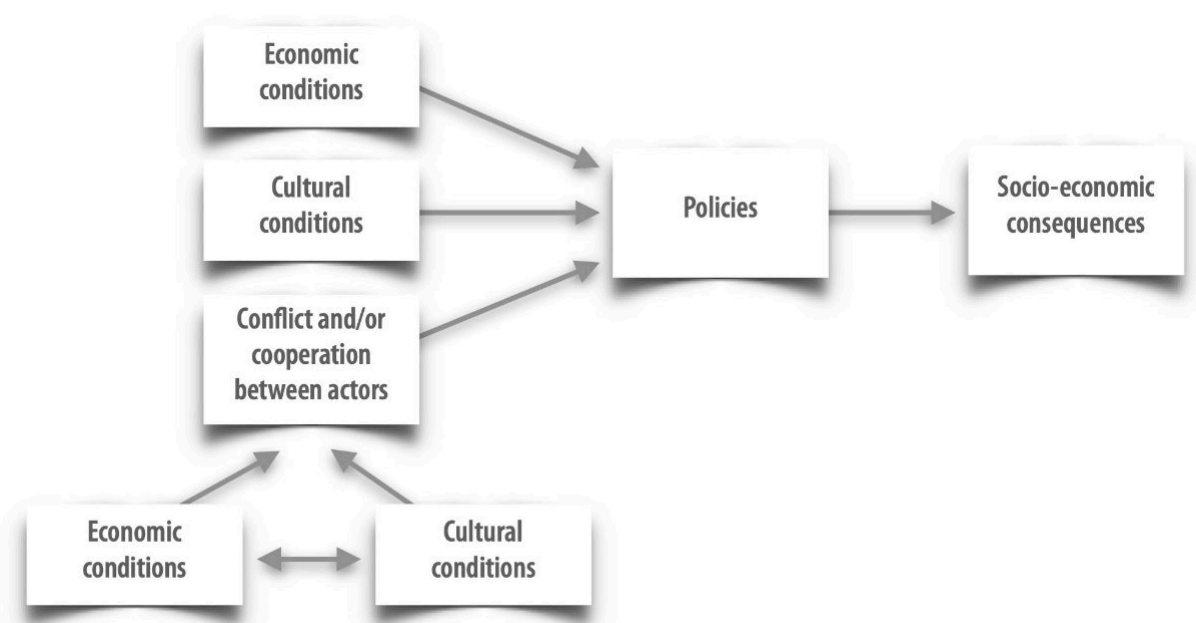 Economic
conditions
Cultural
conditions
Conflict and/or
cooperation
between actors
Policies
Socio-economic
consequences
Economic
conditions
Cultural
conditions